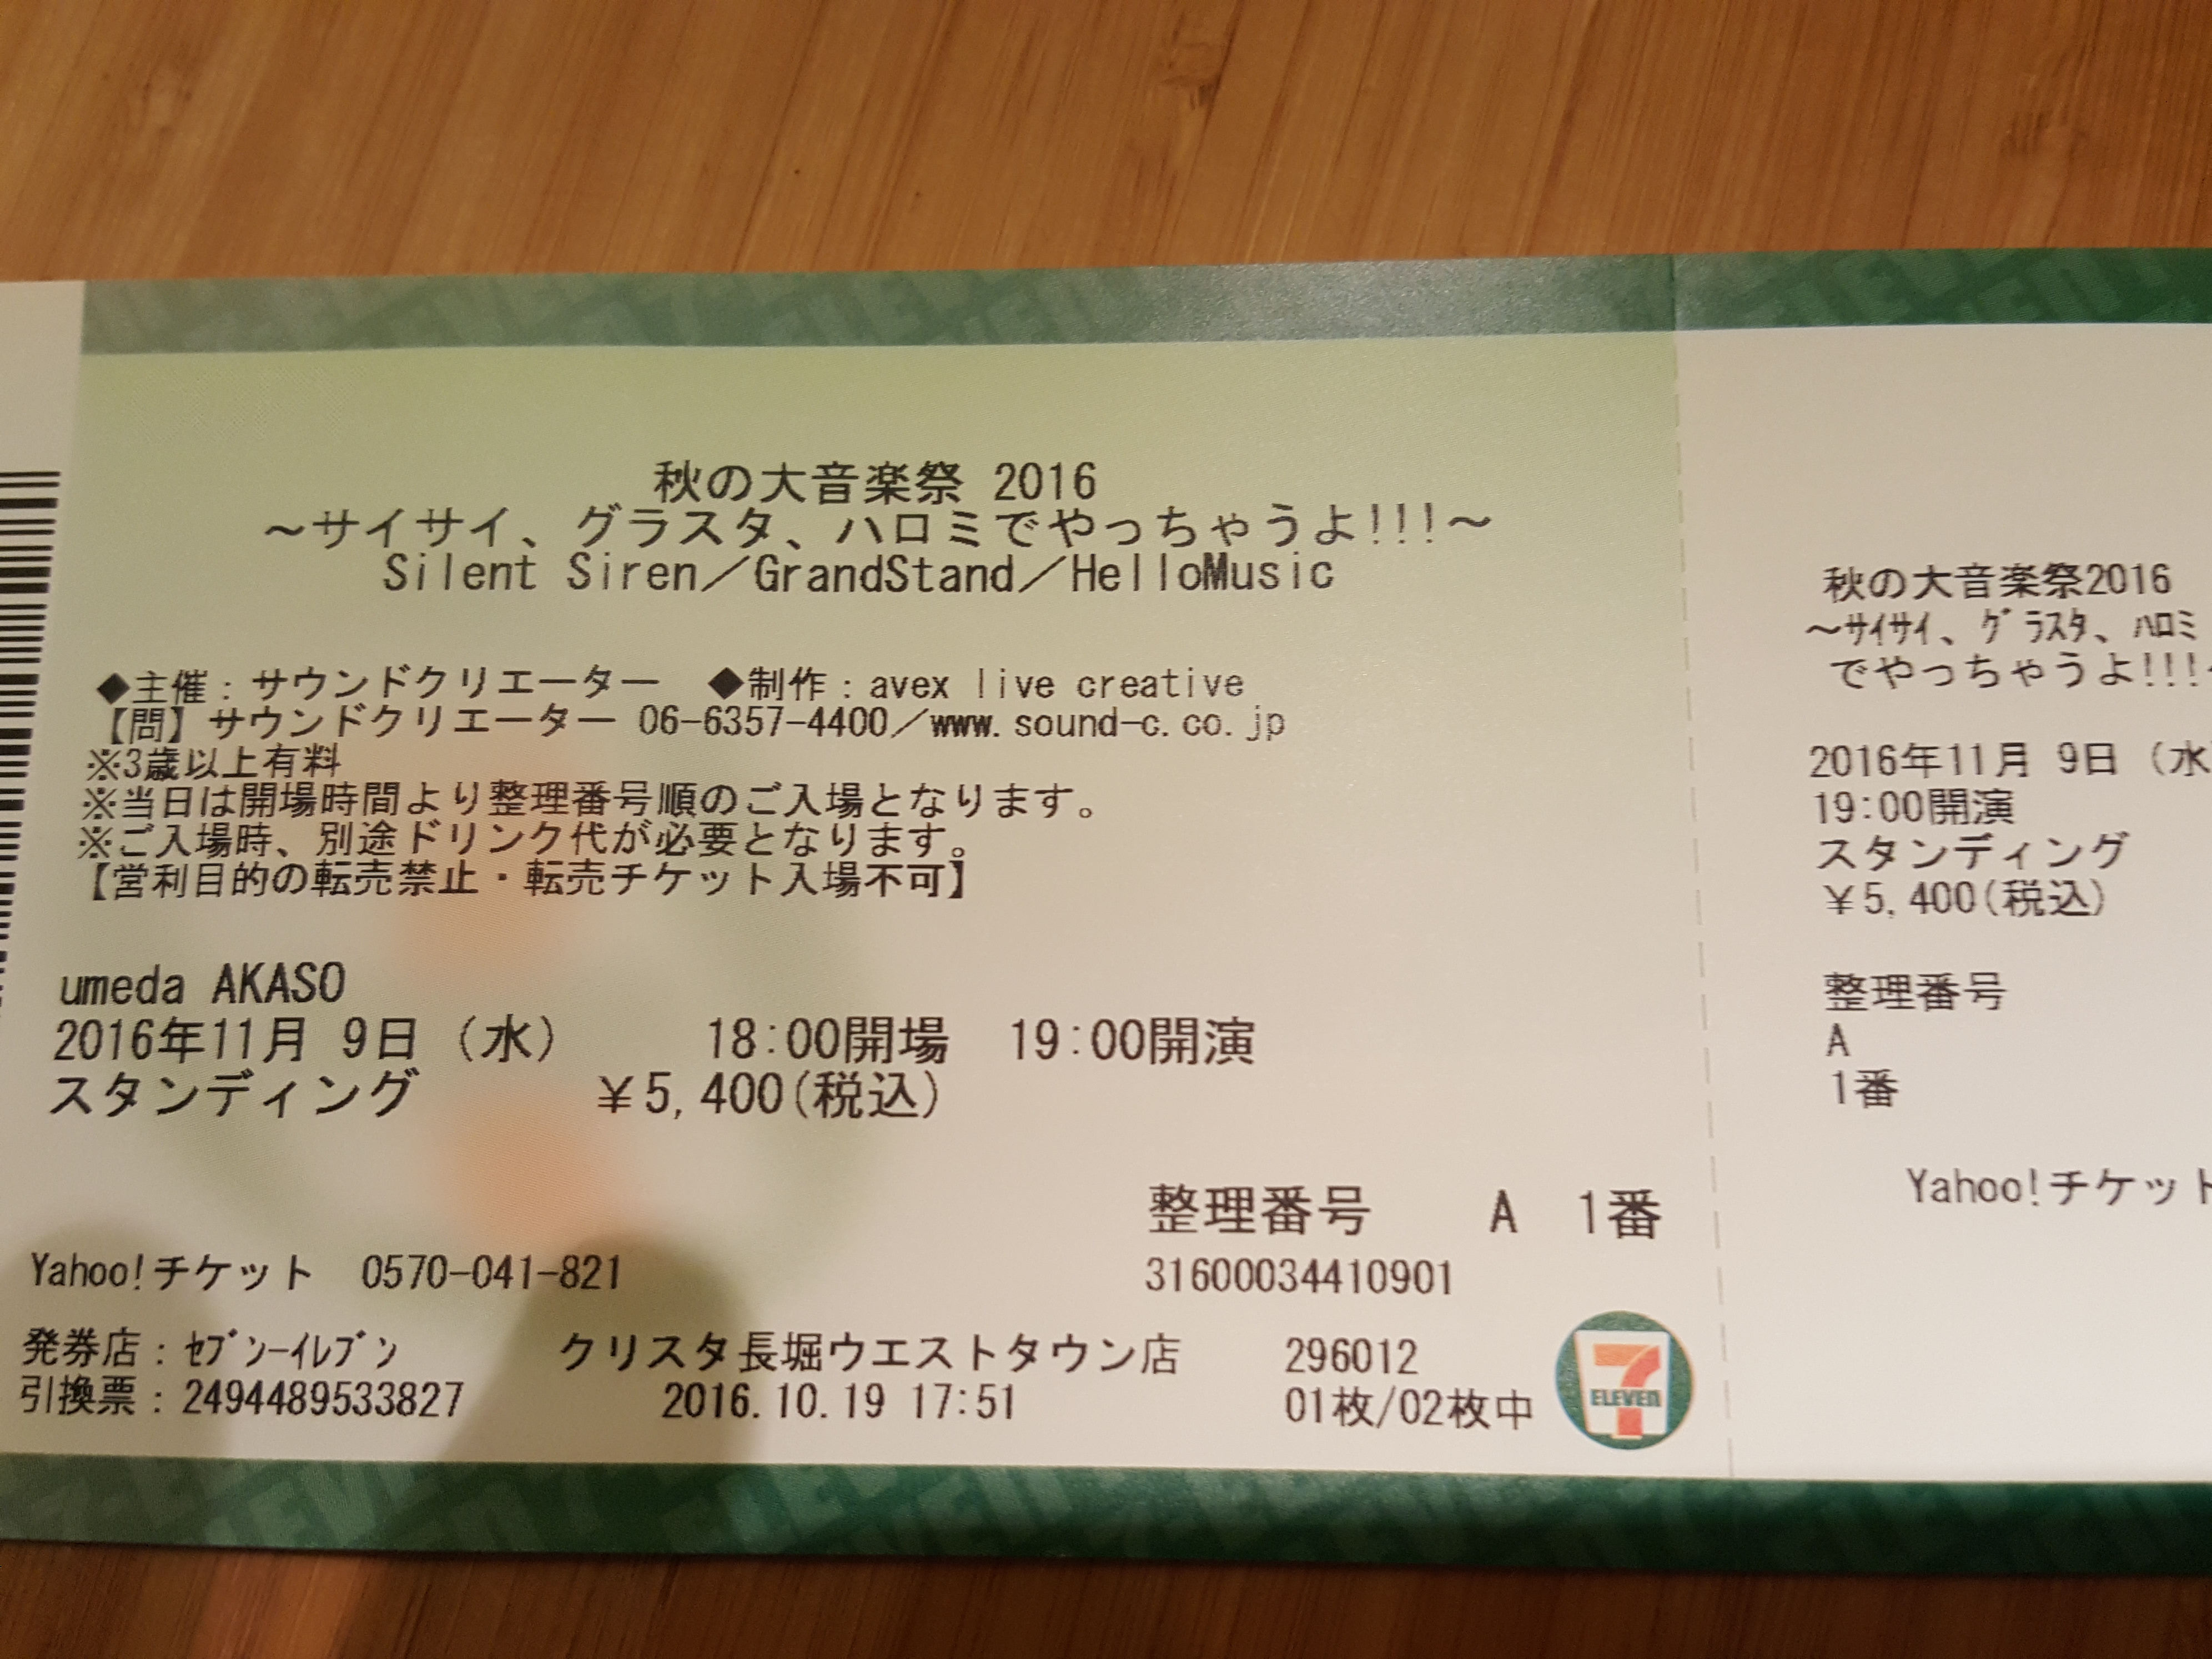 秋の大音楽祭 2016
～サイサイ、グラスタ、ハロミでやっちゃうよ!!!～
Silent Siren／GrandStand／HelloMusic
◆主催：サウンドクリエーター ◆制作：avex live creative
【問】サウンドクリエーター 06-6357-4400／www.sound-c.co.jp
※3歳以上有料
※当日は開場時間より整理番号順のご入場となります。
※ご入場時、別途ドリンク代が必要となります。
【営利目的の転売禁止・転売チケット入場不可】
umeda AKASO
2016年11月 9日（水） 18:00開場 19:00開演
スタンディング ￥5,400(税込)
整理番号 A 1番
31600034410901
Yahoo!チケット 0570-041-821
発券店：ｾﾌﾞﾝ-ｲﾚﾌﾞﾝ クリスタ長堀ウエストタウン店 296012
引換票：2494489533827 2016.10.19 17:51 01枚/02枚中
7 ELEVEN
秋の大音楽祭2016
～ｻｲｻｲ、ｸﾞﾗｽﾀ、ﾊﾛﾐ
でやっちゃうよ!!!
2016年11月 9日（水
19:00開演
スタンディング
￥5,400(税込)
整理番号
A
1番
Yahoo!チケット